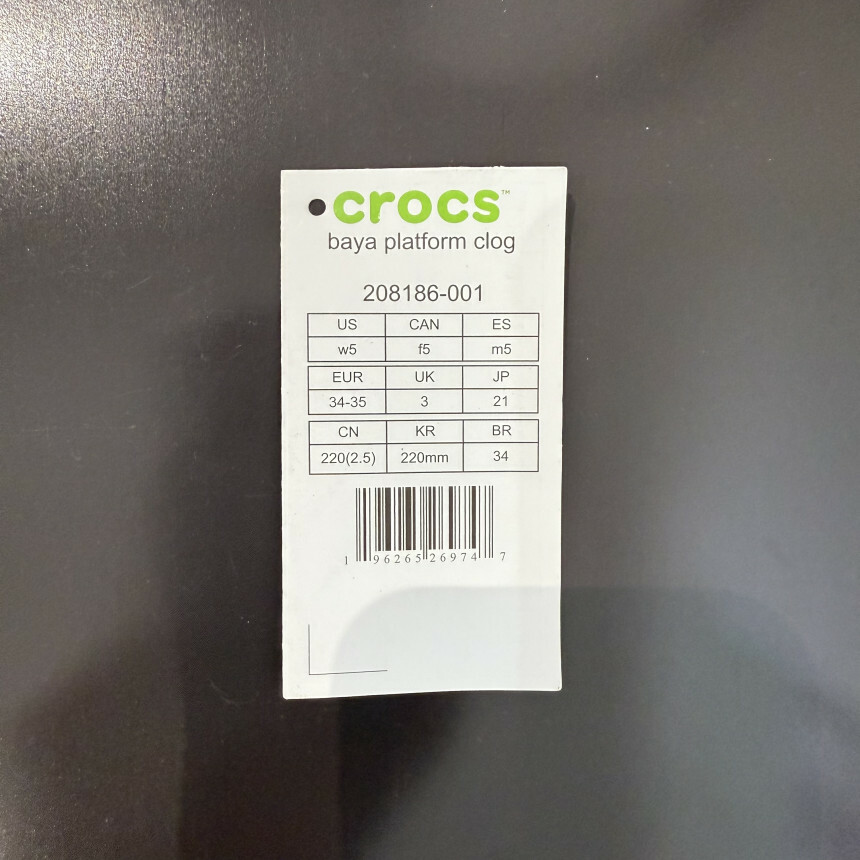 crocs™
baya platform clog
208186-001
US CAN ES
w5 f5 m5
EUR UK JP
34-35 3 21
CN KR BR
220(2.5) 220mm 34
1 96265 26974 7